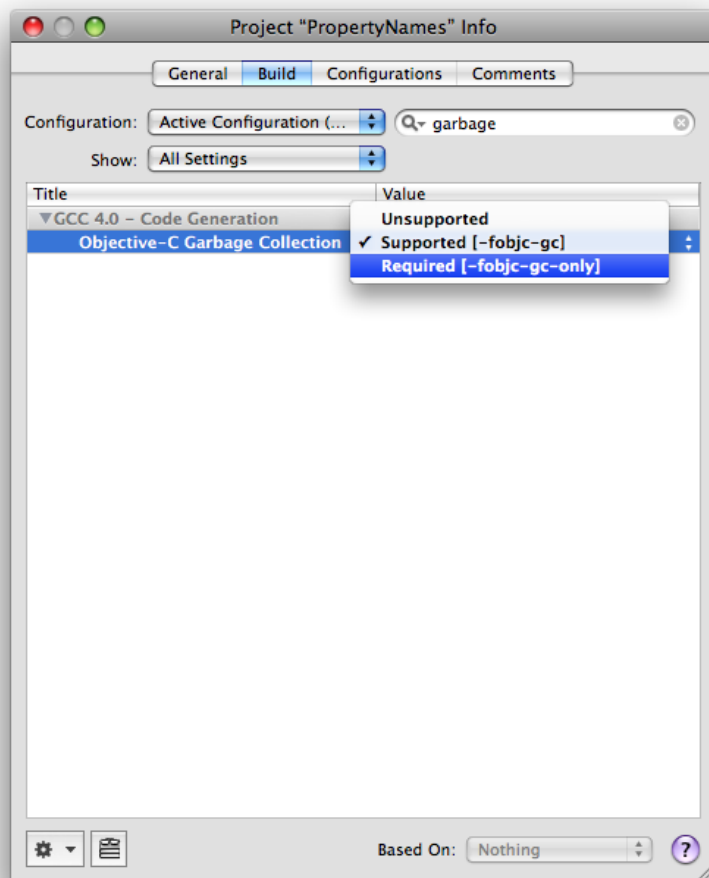 Project “PropertyNames” Info
General Build Configurations Comments
Configuration: Active Configuration (... garbage
Show: All Settings
Title Value
GCC 4.0 – Code Generation
Unsupported
Objective-C Garbage Collection ✓ Supported [-fobjc-gc]
Required [-fobjc-gc-only]
Based On: Nothing ?